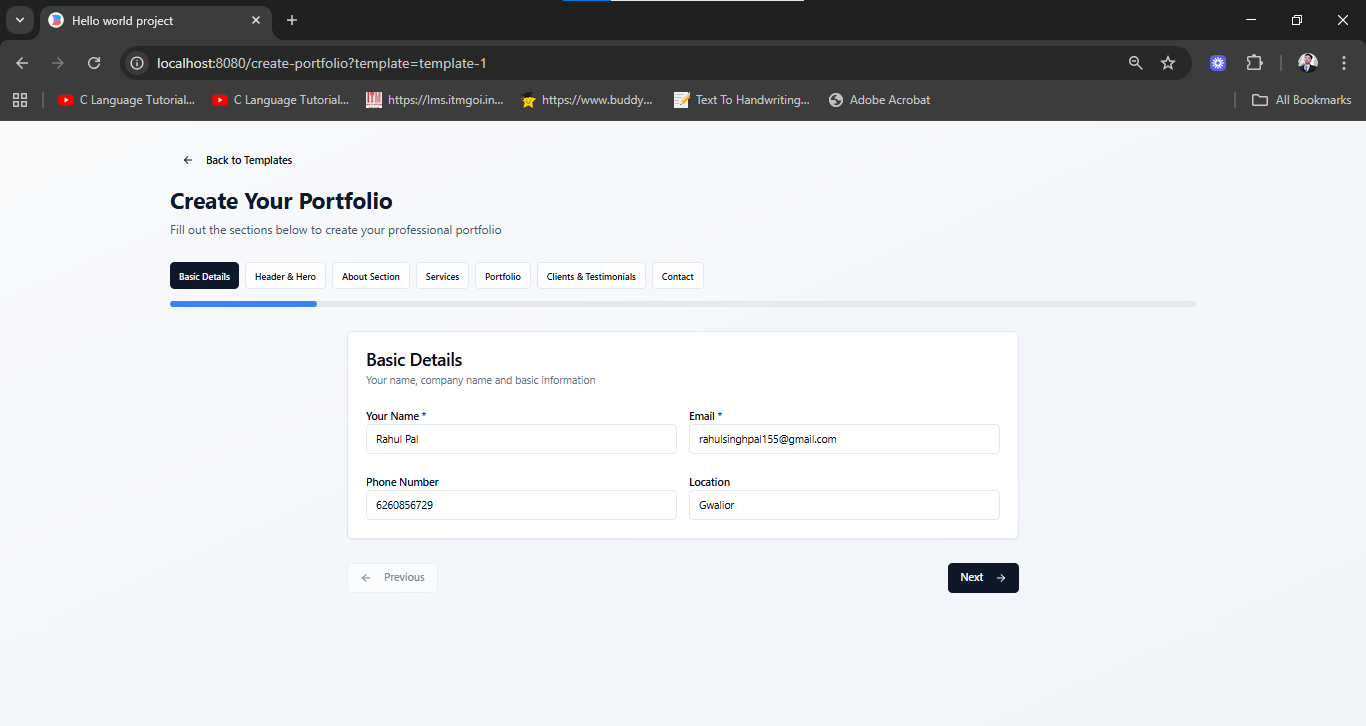 Hello world project
localhost:8080/create-portfolio?template=template-1
C Language Tutorial... C Language Tutorial... https://lms.itmgoi.in... https://www.buddy... Text To Handwriting... Adobe Acrobat All Bookmarks
Back to Templates
Create Your Portfolio
Fill out the sections below to create your professional portfolio
Basic Details Header & Hero About Section Services Portfolio Clients & Testimonials Contact
Basic Details
Your name, company name and basic information
Your Name * Email *
Rahul Pal rahulsinghpal155@gmail.com
Phone Number Location
6260856729 Gwalior
Previous Next